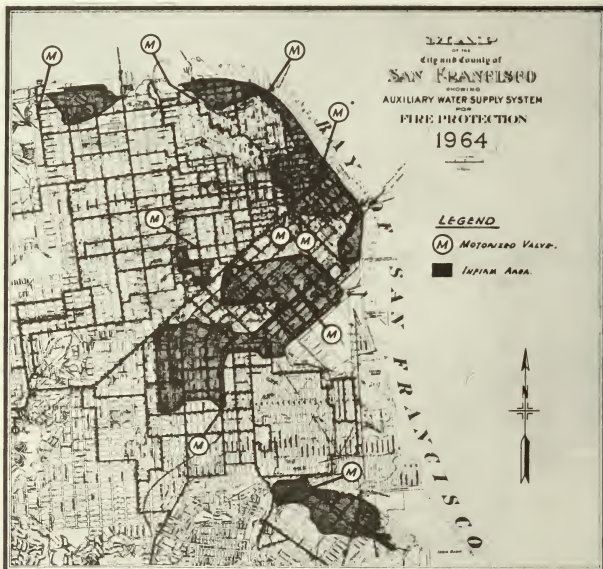 MAP
OF THE
City and County of
SAN FRANCISCO
SHOWING
AUXILIARY WATER SUPPLY SYSTEM
FOR
FIRE PROTECTION
1964
LEGEND
M MOTORIZED VALVE.
INFIRM AREA.
N
BAY OF SAN FRANCISCO
M
M
M
M
M
M
M
M
M